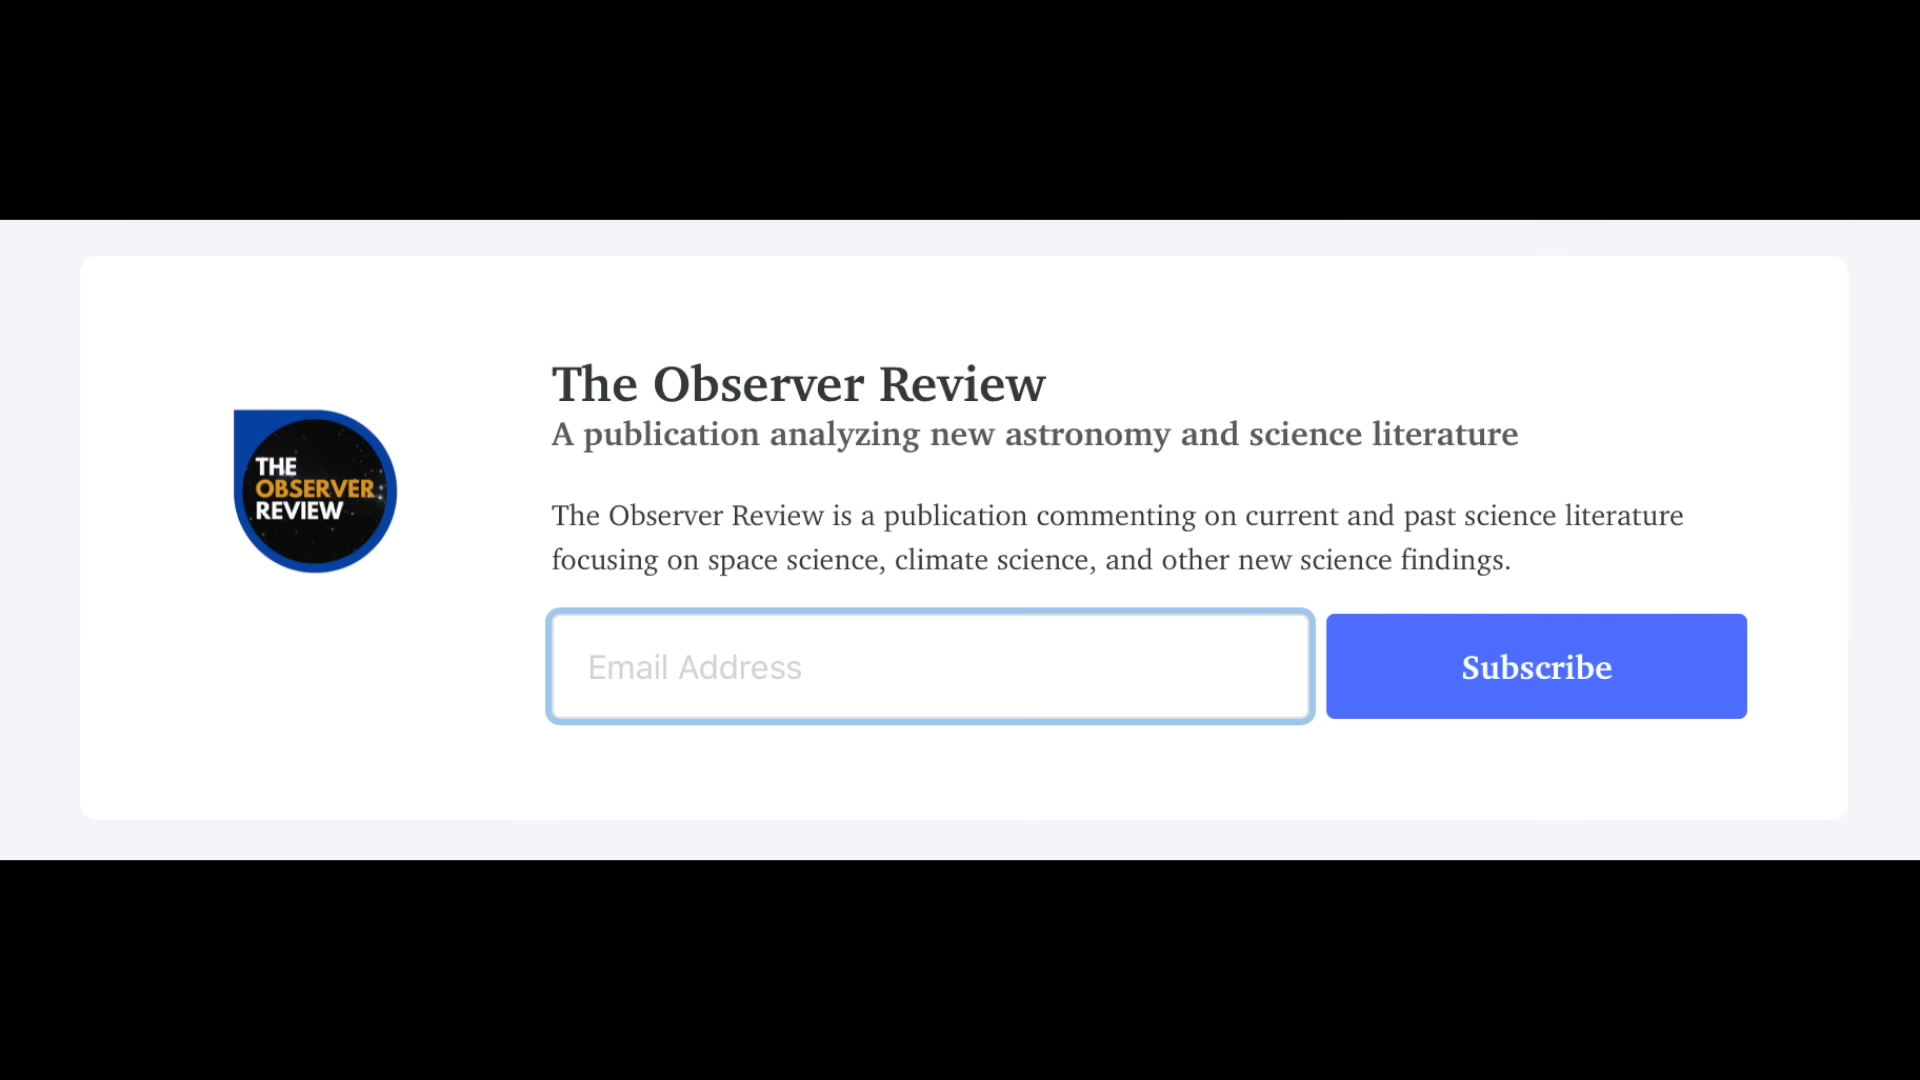 The Observer Review
A publication analyzing new astronomy and science literature
THE
OBSERVER
REVIEW
The Observer Review is a publication commenting on current and past science literature
focusing on space science, climate science, and other new science findings.
Email Address
Subscribe